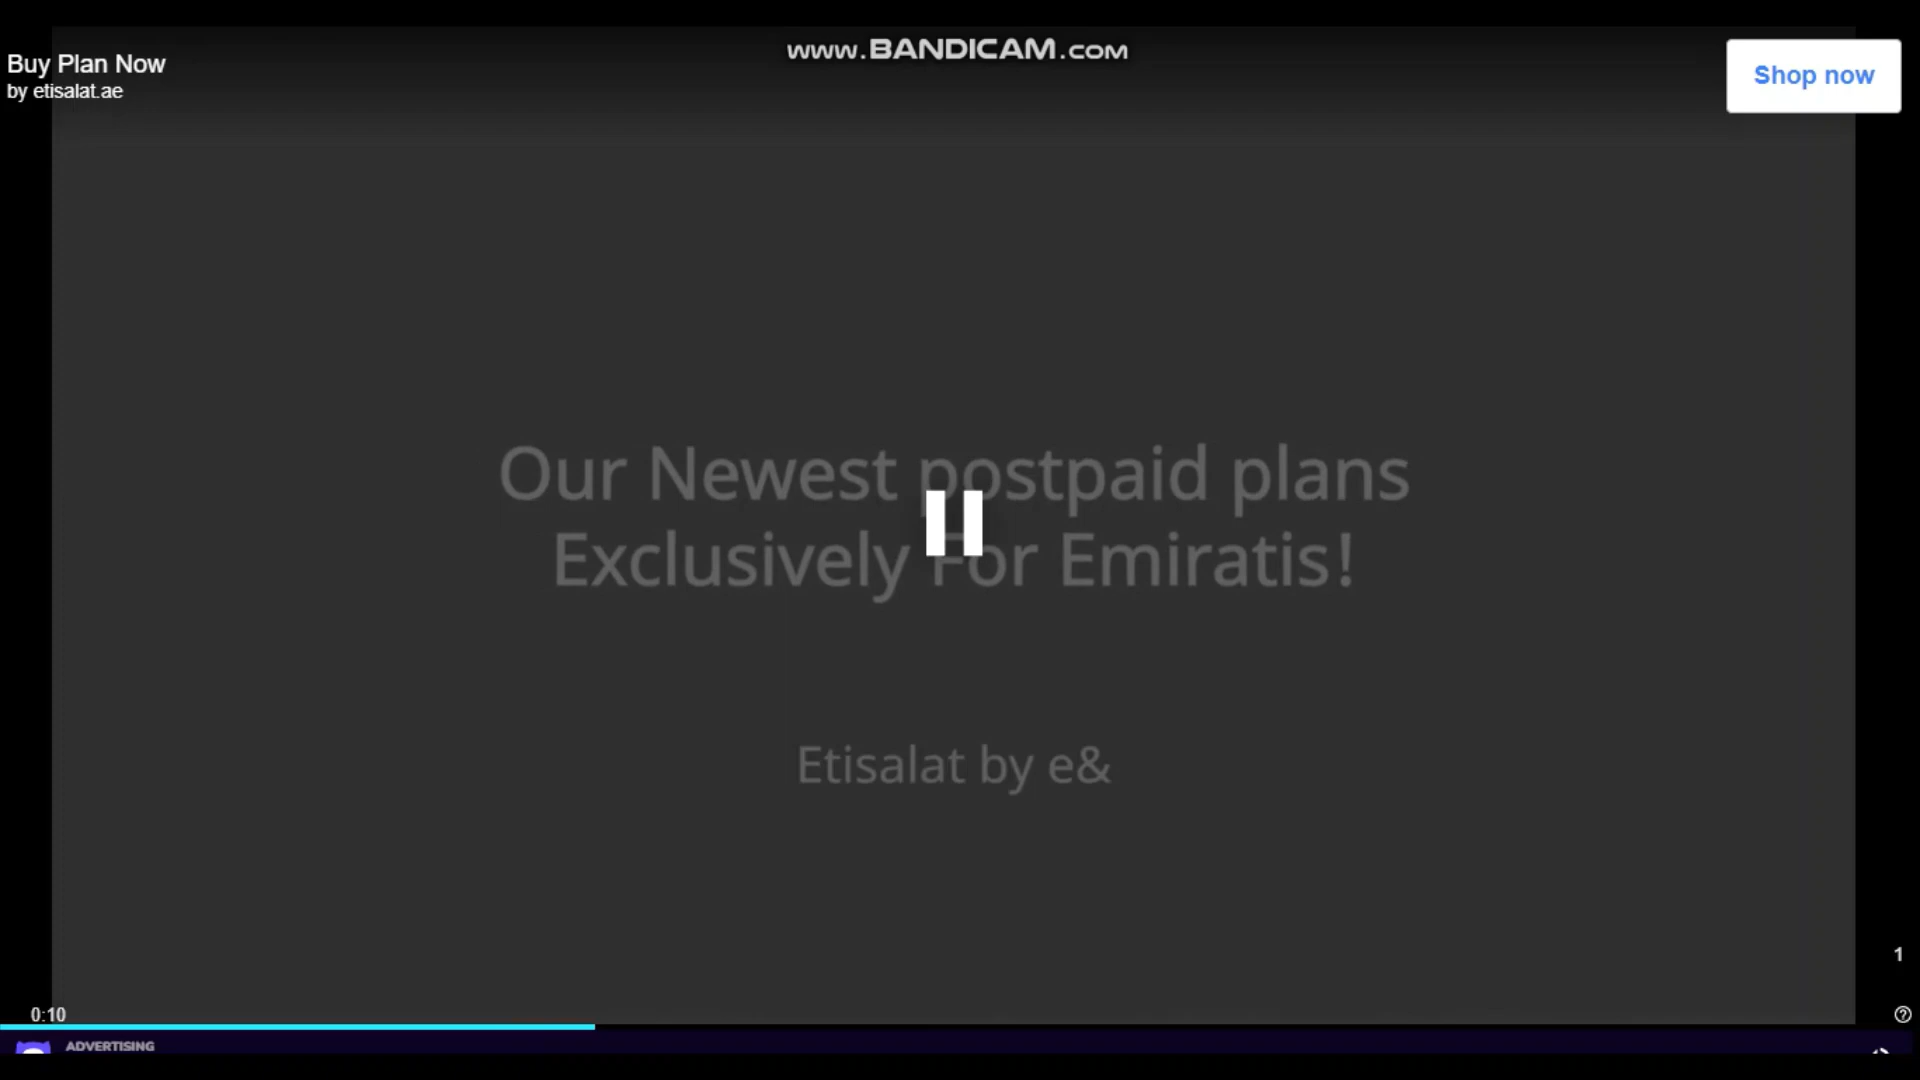 www.BANDICAM.com
Buy Plan Now
by etisalat.ae
Shop now
Our Newest postpaid plans
Exclusively For Emiratis!
Etisalat by e&
1
0:10
ADVERTISING